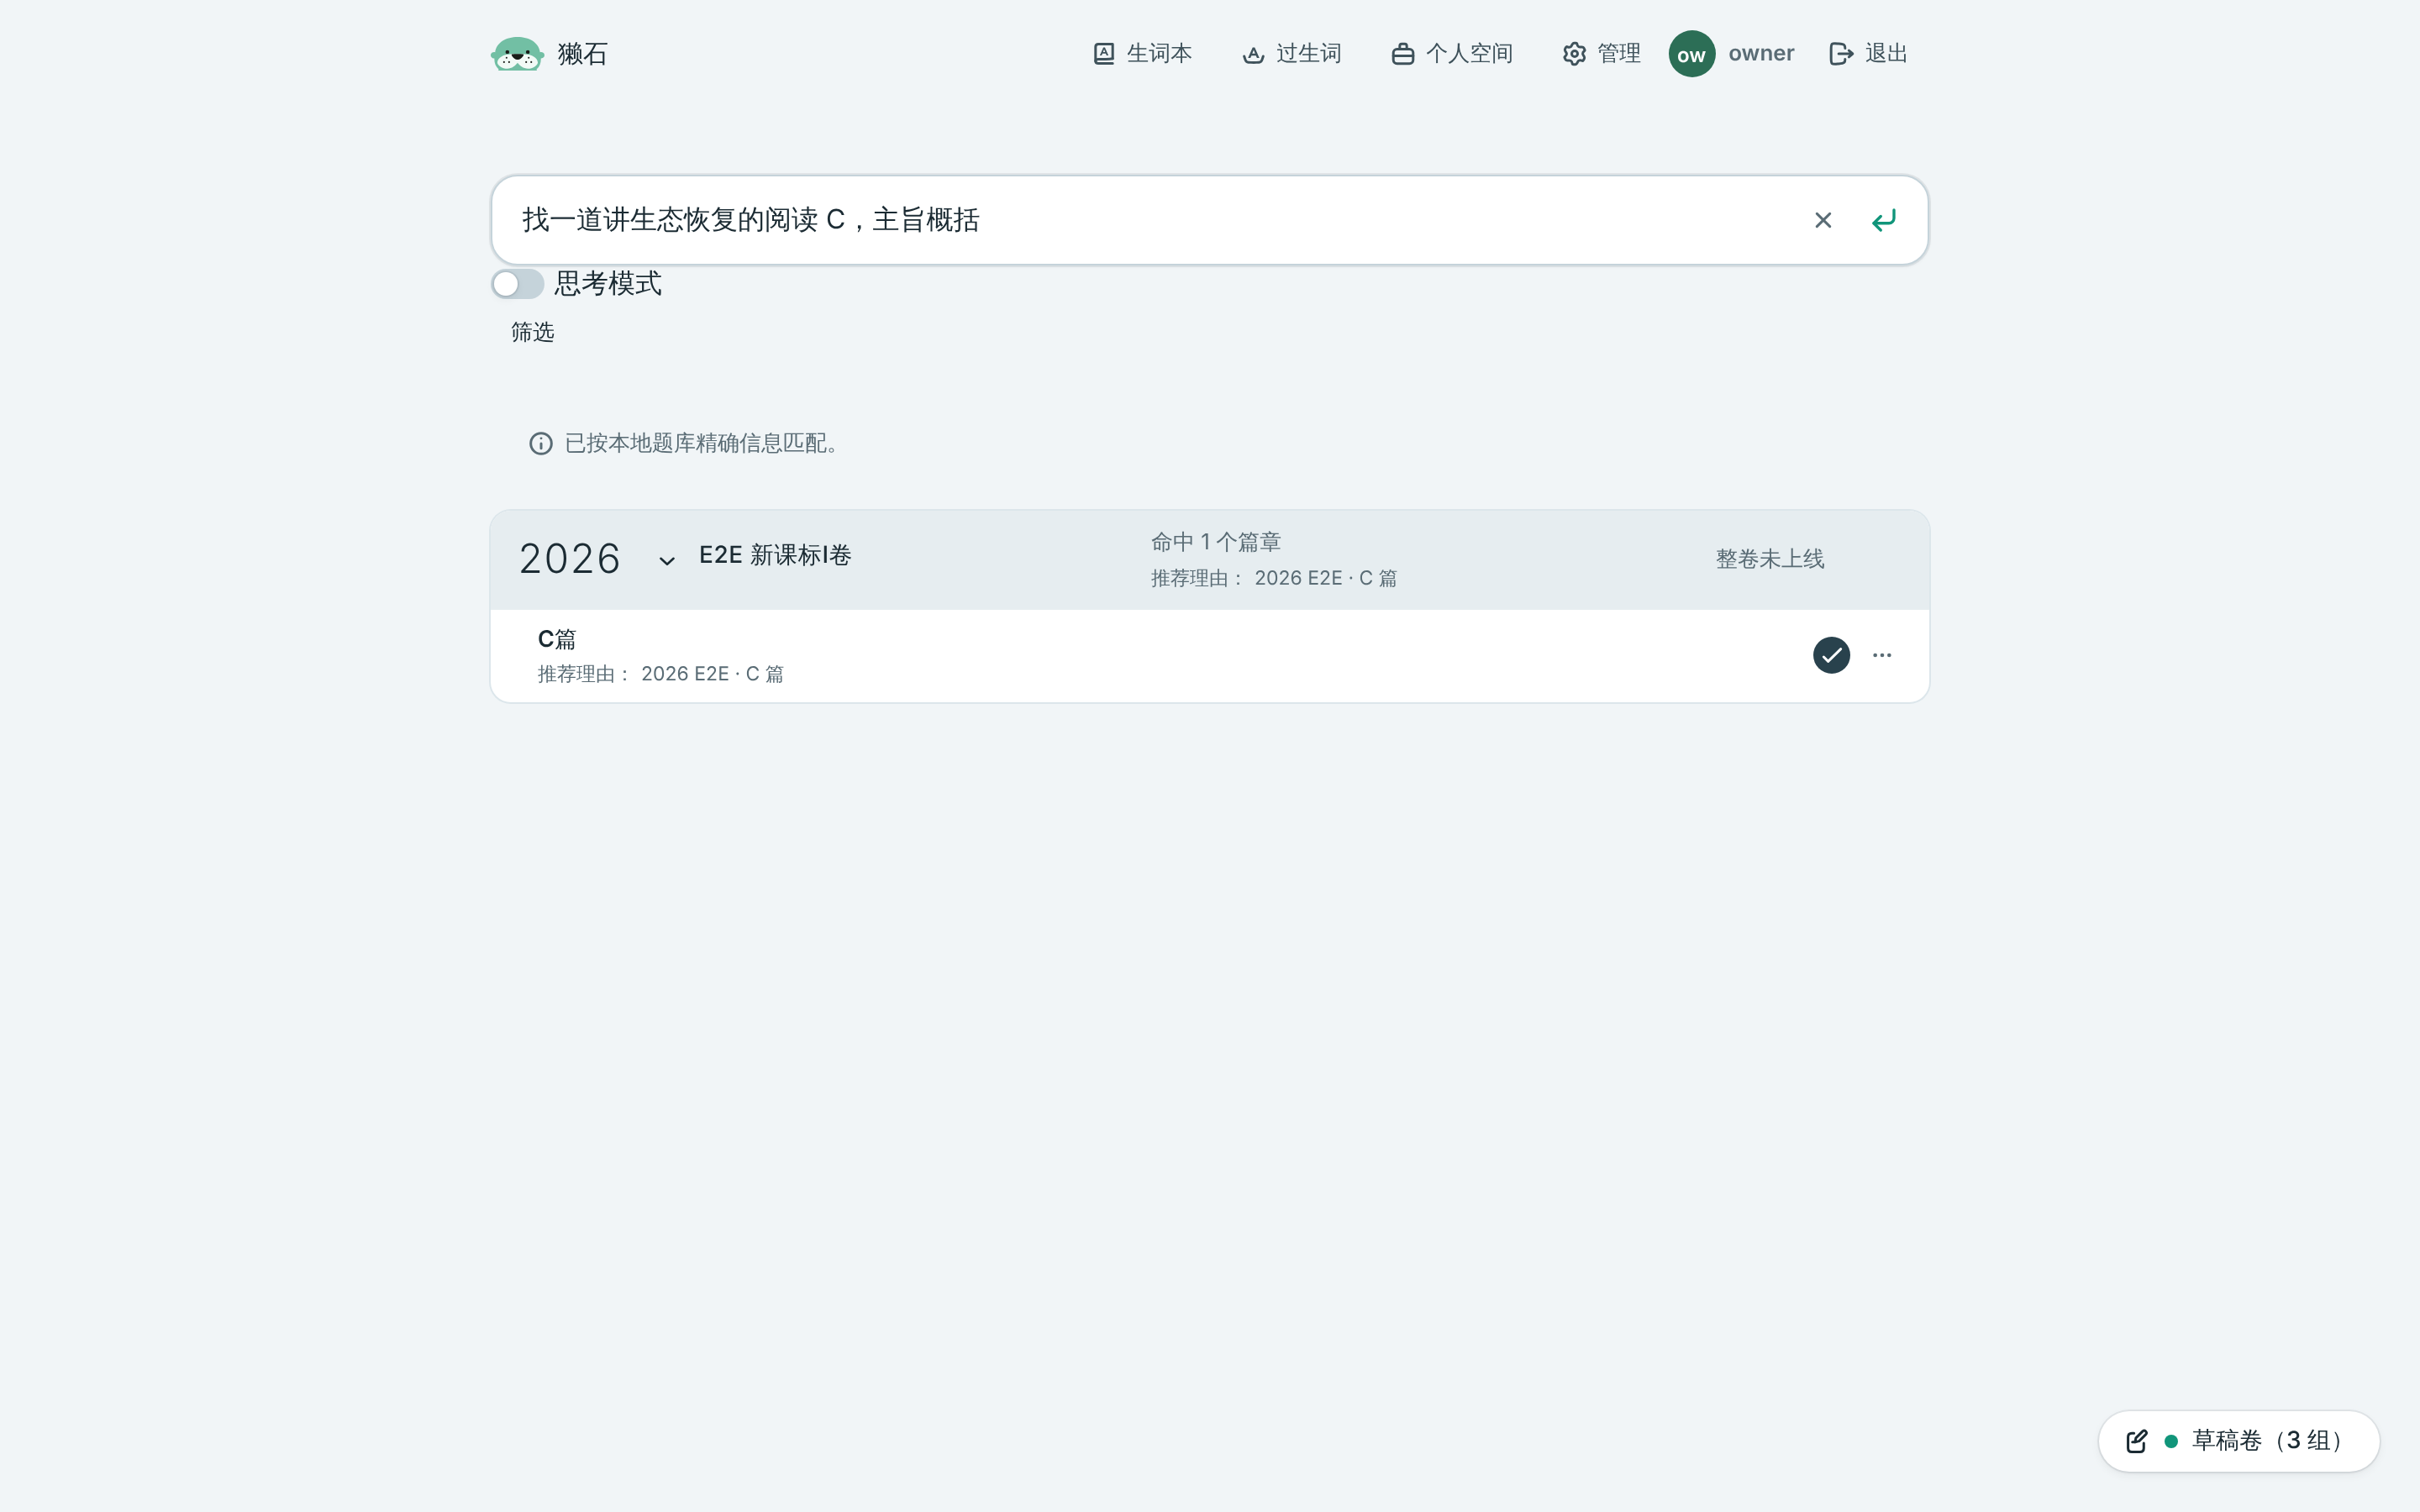 獭石
生词本
过生词
个人空间
管理
ow
owner
退出
找一道讲生态恢复的阅读 C，主旨概括
思考模式
筛选
已按本地题库精确信息匹配。
2026
E2E 新课标I卷
命中 1 个篇章
推荐理由： 2026 E2E · C 篇
整卷未上线
C篇
推荐理由： 2026 E2E · C 篇
草稿卷（3 组）